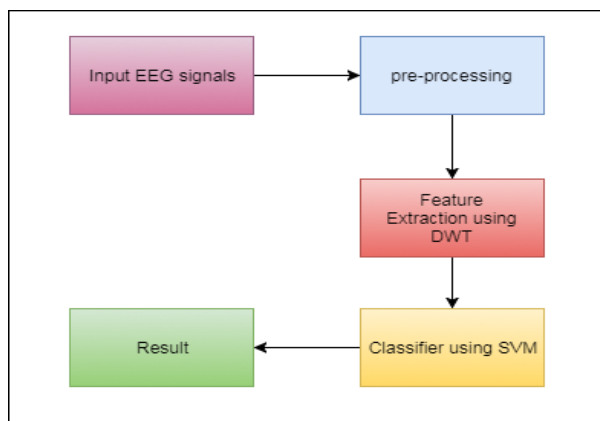 Input EEG signals
pre-processing
Feature
Extraction using
DWT
Classifier using SVM
Result